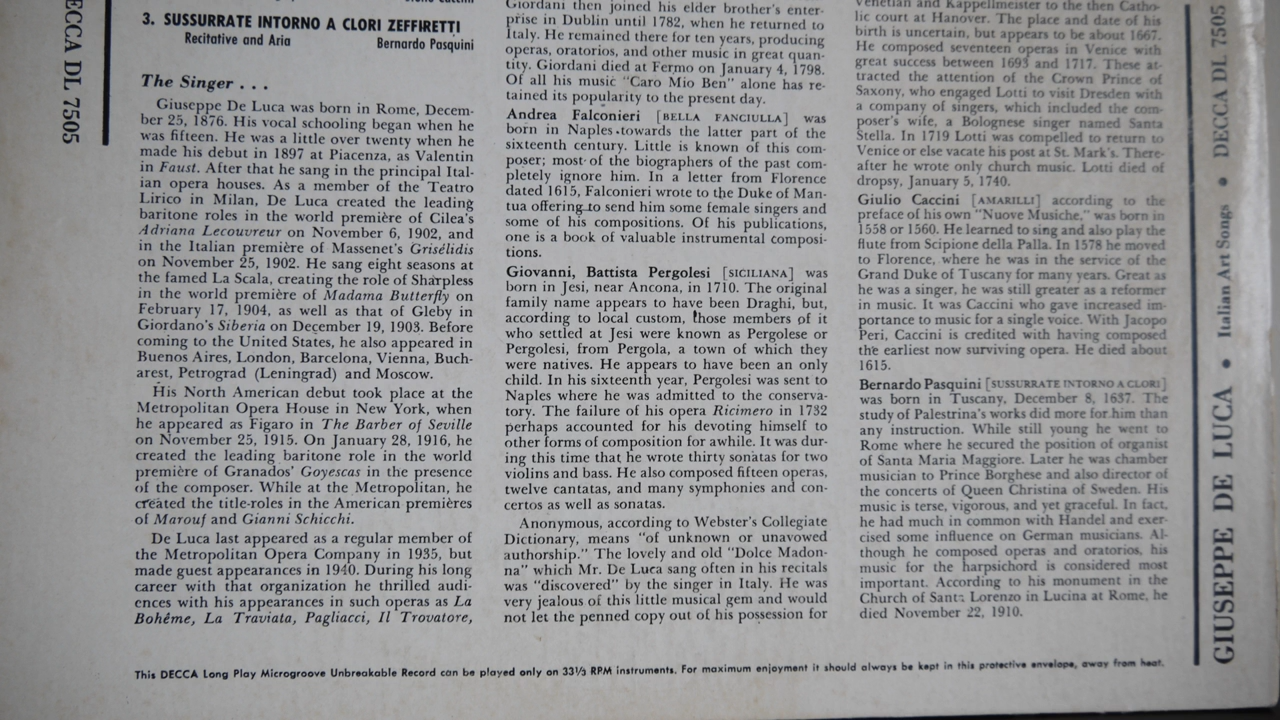 3. SUSSURRATE INTORNO A CLORI ZEFFIRETTI
Recitative and Aria Bernardo Pasquini
The Singer . . .
Giuseppe De Luca was born in Rome, Decem-
ber 25, 1876. His vocal schooling began when he
was fifteen. He was a little over twenty when he
made his debut in 1897 at Piacenza, as Valentin
in Faust. After that he sang in the principal Ital-
ian opera houses. As a member of the Teatro
Lirico in Milan, De Luca created the leading
baritone roles in the world première of Cilea's
Adriana Lecouvreur on November 6, 1902, and
in the Italian première of Massenet's Grisélidis
on November 25, 1902. He sang eight seasons at
the famed La Scala, creating the role of Sharpless
in the world première of Madama Butterfly on
February 17, 1904, as well as that of Gleby in
Giordano's Siberia on December 19, 1903. Before
coming to the United States, he also appeared in
Buenos Aires, London, Barcelona, Vienna, Buch-
arest, Petrograd (Leningrad) and Moscow.
His North American debut took place at the
Metropolitan Opera House in New York, when
he appeared as Figaro in The Barber of Seville
on November 25, 1915. On January 28, 1916, he
created the leading baritone role in the world
première of Granados' Goyescas in the presence
of the composer. While at the Metropolitan, he
created the title-roles in the American premières
of Marouf and Gianni Schicchi.
De Luca last appeared as a regular member of
the Metropolitan Opera Company in 1935, but
made guest appearances in 1940. During his long
career with that organization he thrilled audi-
ences with his appearances in such operas as La
Bohême, La Traviata, Pagliacci, Il Trovatore,
Giordani then joined his elder brother's enter-
prise in Dublin until 1782, when he returned to
Italy. He remained there for ten years, producing
operas, oratorios, and other music in great quan-
tity. Giordani died at Fermo on January 4, 1798.
Of all his music "Caro Mio Ben" alone has re-
tained its popularity to the present day.
Andrea Falconieri [BELLA FANCIULLA] was
born in Naples towards the latter part of the
sixteenth century. Little is known of this com-
poser; most of the biographers of the past com-
pletely ignore him. In a letter from Florence
dated 1615, Falconieri wrote to the Duke of Man-
tua offering to send him some female singers and
some of his compositions. Of his publications,
one is a book of valuable instrumental composi-
tions.
Giovanni, Battista Pergolesi [SICILIANA] was
born in Jesi, near Ancona, in 1710. The original
family name appears to have been Draghi, but,
according to local custom, those members of it
who settled at Jesi were known as Pergolese or
Pergolesi, from Pergola, a town of which they
were natives. He appears to have been an only
child. In his sixteenth year, Pergolesi was sent to
Naples where he was admitted to the conserva-
tory. The failure of his opera Ricimero in 1732
perhaps accounted for his devoting himself to
other forms of composition for awhile. It was dur-
ing this time that he wrote thirty sonatas for two
violins and bass. He also composed fifteen operas,
twelve cantatas, and many symphonies and con-
certos as well as sonatas.
Anonymous, according to Webster's Collegiate
Dictionary, means "of unknown or unavowed
authorship." The lovely and old "Dolce Madon-
na" which Mr. De Luca sang often in his recitals
was "discovered" by the singer in Italy. He was
very jealous of this little musical gem and would
not let the penned copy out of his possession for
Venetian and Kappellmeister to the then Catho-
lic court at Hanover. The place and date of his
birth is uncertain, but appears to be about 1667.
He composed seventeen operas in Venice with
great success between 1693 and 1717. These at-
tracted the attention of the Crown Prince of
Saxony, who engaged Lotti to visit Dresden with
a company of singers, which included the com-
poser's wife, a Bolognese singer named Santa
Stella. In 1719 Lotti was compelled to return to
Venice or else vacate his post at St. Mark's. There-
after he wrote only church music. Lotti died of
dropsy, January 5, 1740.
Giulio Caccini [AMARILLI] according to the
preface of his own "Nuove Musiche," was born in
1558 or 1560. He learned to sing and also play the
flute from Scipione della Palla. In 1578 he moved
to Florence, where he was in the service of the
Grand Duke of Tuscany for many years. Great as
he was a singer, he was still greater as a reformer
in music. It was Caccini who gave increased im-
portance to music for a single voice. With Jacopo
Peri, Caccini is credited with having composed
the earliest now surviving opera. He died about
1615.
Bernardo Pasquini [SUSSURRATE INTORNO A CLORI]
was born in Tuscany, December 8, 1637. The
study of Palestrina's works did more for him than
any instruction. While still young he went to
Rome where he secured the position of organist
of Santa Maria Maggiore. Later he was chamber
musician to Prince Borghese and also director of
the concerts of Queen Christina of Sweden. His
music is terse, vigorous, and yet graceful. In fact,
he had much in common with Handel and exer-
cised some influence on German musicians. Al-
though he composed operas and oratorios, his
music for the harpsichord is considered most
important. According to his monument in the
Church of Santa Lorenzo in Lucina at Rome, he
died November 22, 1910.
This DECCA Long Play Microgroove Unbreakable Record can be played only on 33⅓ RPM instruments. For maximum enjoyment it should always be kept in this protective envelope, away from heat.
ECCA DL 7505
GIUSEPPE DE LUCA • Italian Art Songs • DECCA DL 7505